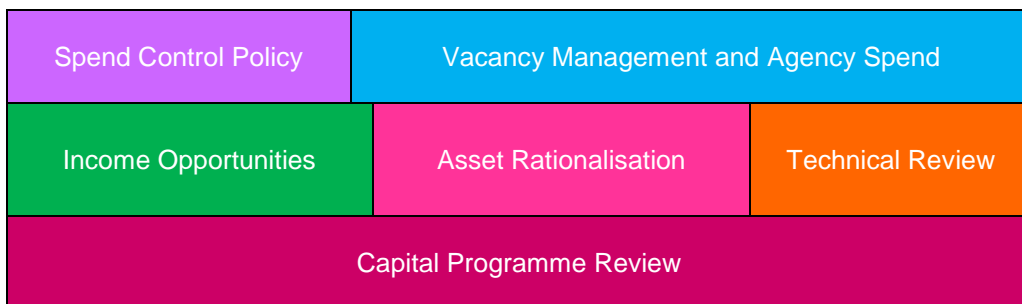 Spend Control Policy
Vacancy Management and Agency Spend
Income Opportunities
Asset Rationalisation
Technical Review
Capital Programme Review